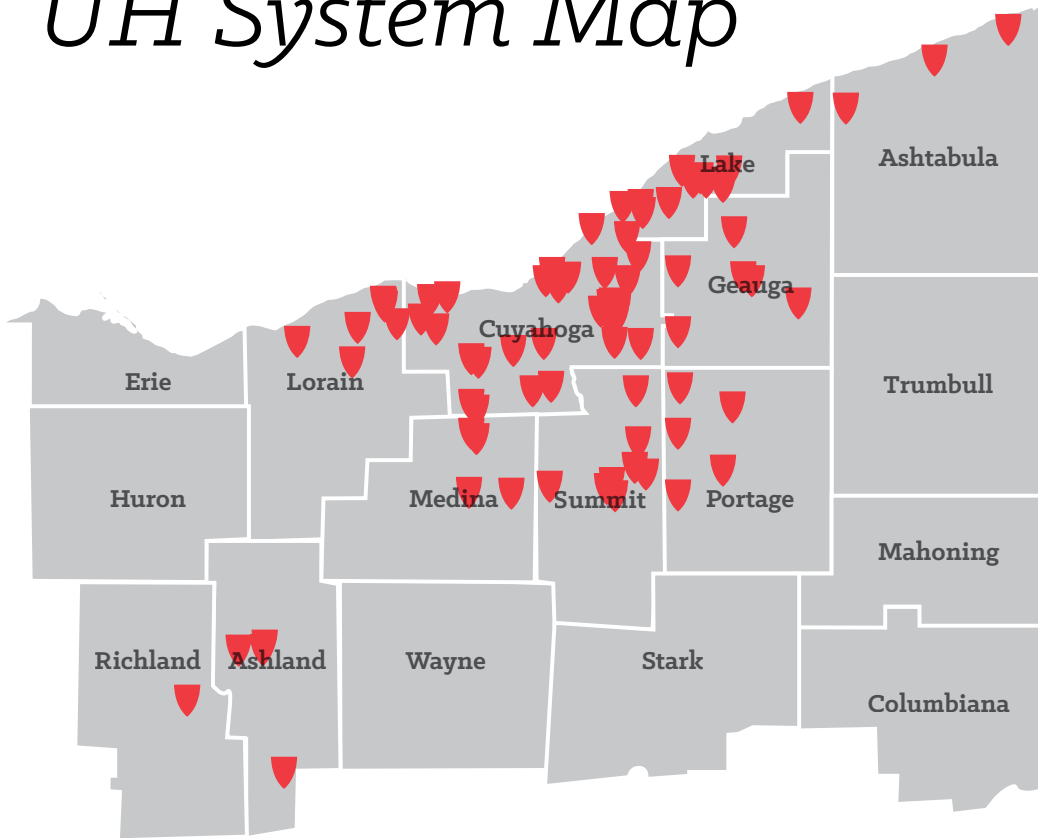 UH System Map
Ashtabula
Lake
Geauga
Cuyahoga
Erie
Lorain
Trumbull
Huron
Medina
Summit
Portage
Mahoning
Richland
Ashland
Wayne
Stark
Columbiana